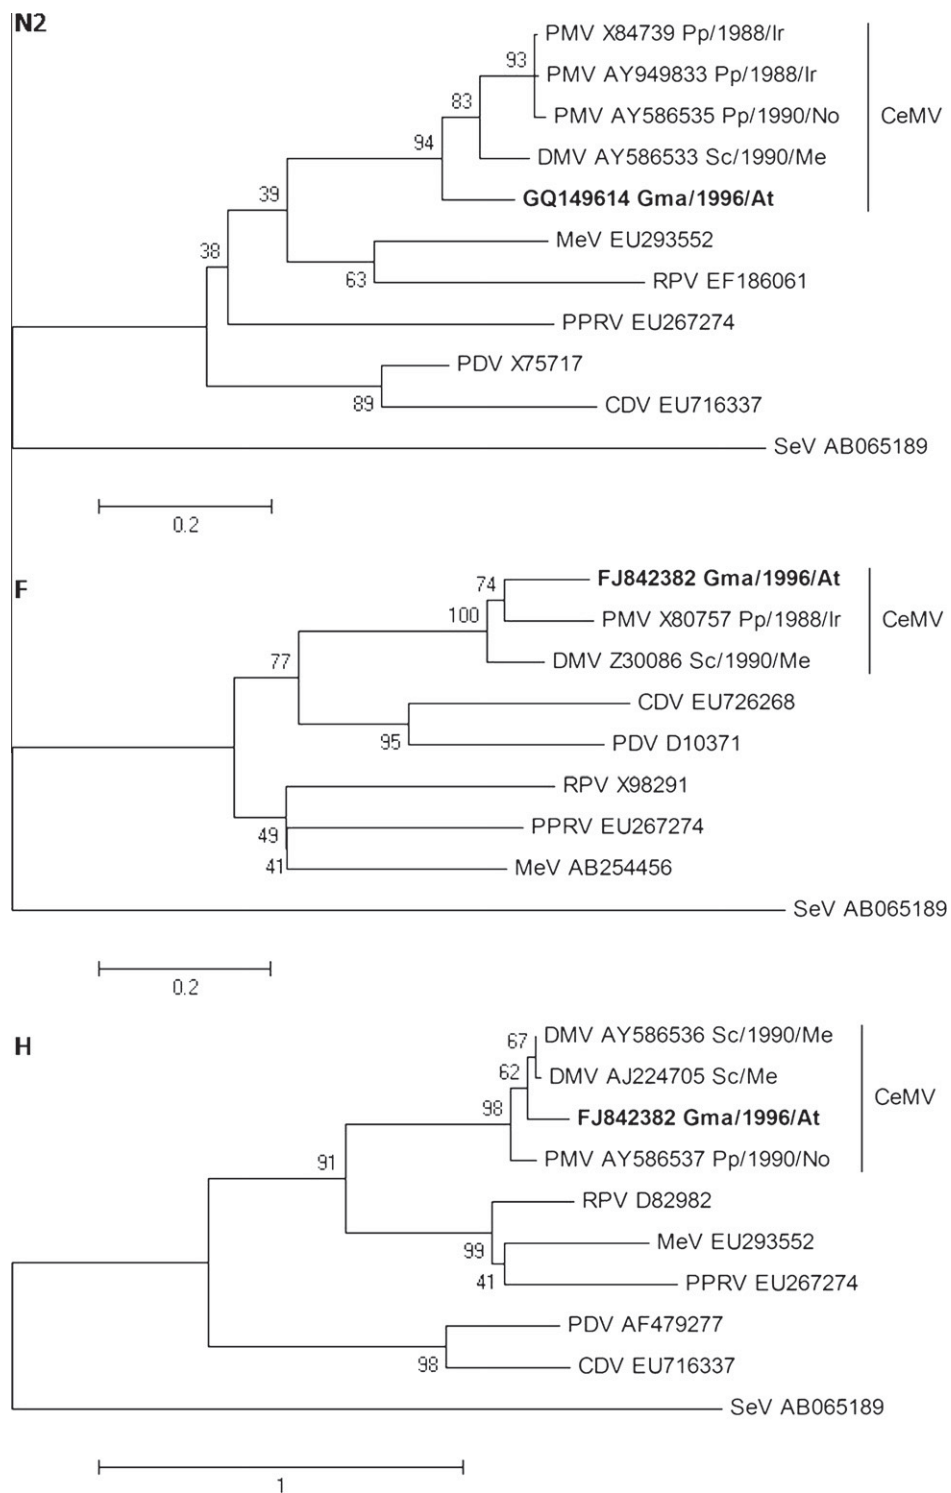 N2
PMV X84739 Pp/1988/Ir
93
PMV AY949833 Pp/1988/Ir
83
PMV AY586535 Pp/1990/No
CeMV
94
DMV AY586533 Sc/1990/Me
39
GQ149614 Gma/1996/At
38
MeV EU293552
63
RPV EF186061
PPRV EU267274
PDV X75717
89
CDV EU716337
SeV AB065189
0.2
F
74
FJ842382 Gma/1996/At
100
PMV X80757 Pp/1988/Ir
CeMV
77
DMV Z30086 Sc/1990/Me
CDV EU726268
95
PDV D10371
RPV X98291
49
PPRV EU267274
41
MeV AB254456
SeV AB065189
0.2
H
67
DMV AY586536 Sc/1990/Me
62
DMV AJ224705 Sc/Me
CeMV
98
FJ842382 Gma/1996/At
91
PMV AY586537 Pp/1990/No
RPV D82982
99
MeV EU293552
41
PPRV EU267274
PDV AF479277
98
CDV EU716337
SeV AB065189
1